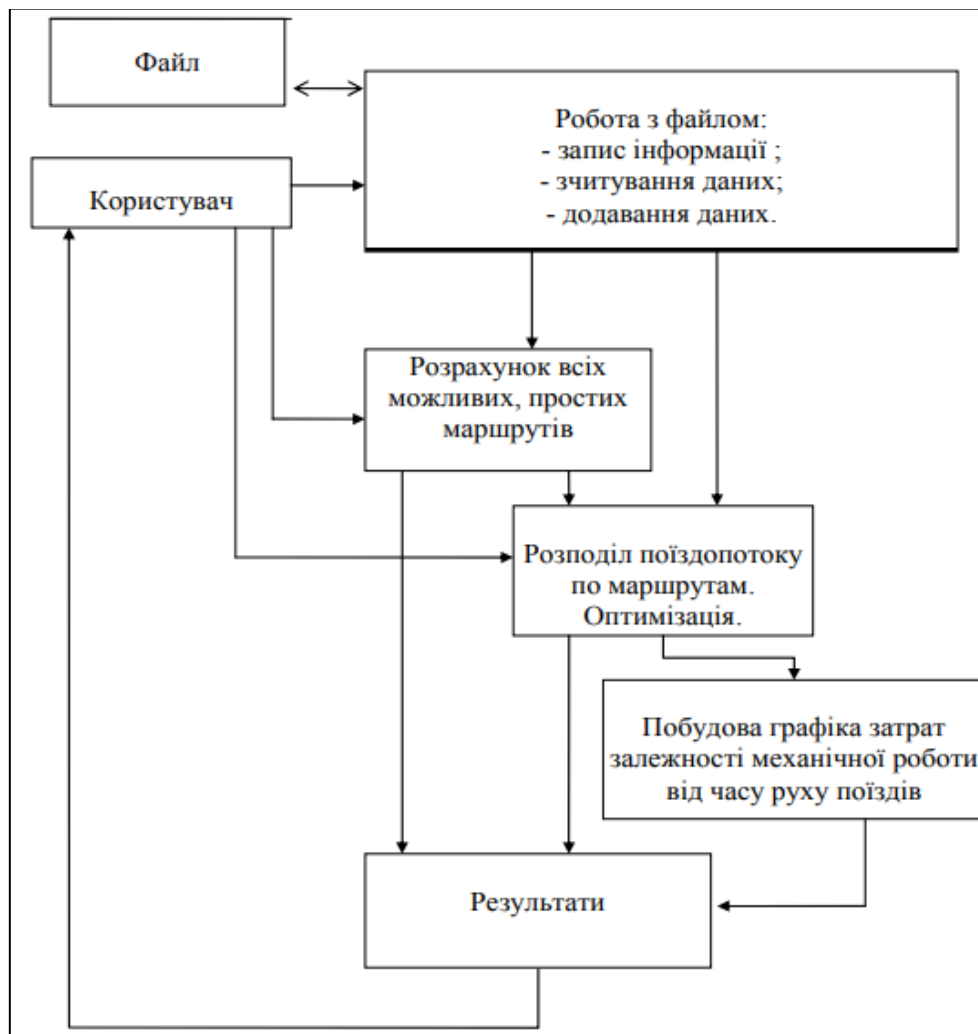 Файл
Робота з файлом:
- запис інформації ;
- зчитування даних;
- додавання даних.
Користувач
Розрахунок всіх
можливих, простих
маршрутів
Розподіл поїздопотоку
по маршрутам.
Оптимізація.
Побудова графіка затрат
залежності механічної роботи
від часу руху поїздів
Результати